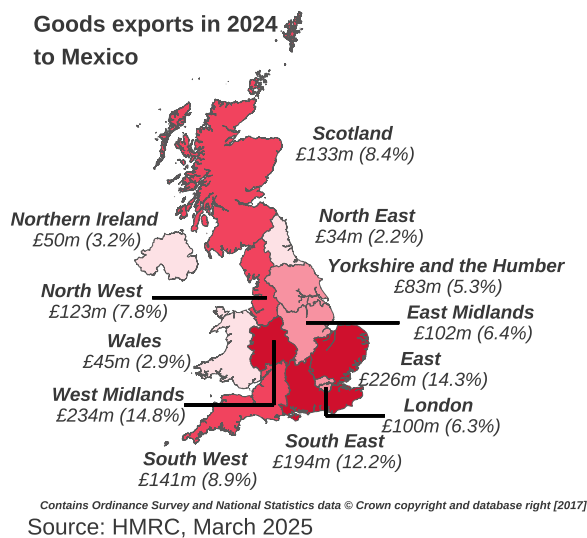 Goods exports in 2024
to Mexico
Scotland
£133m (8.4%)
Northern Ireland
£50m (3.2%)
North East
£34m (2.2%)
Yorkshire and the Humber
£83m (5.3%)
North West
£123m (7.8%)
East Midlands
£102m (6.4%)
Wales
£45m (2.9%)
East
£226m (14.3%)
West Midlands
£234m (14.8%)
London
£100m (6.3%)
South East
£194m (12.2%)
South West
£141m (8.9%)
Contains Ordinance Survey and National Statistics data © Crown copyright and database right [2017]
Source: HMRC, March 2025